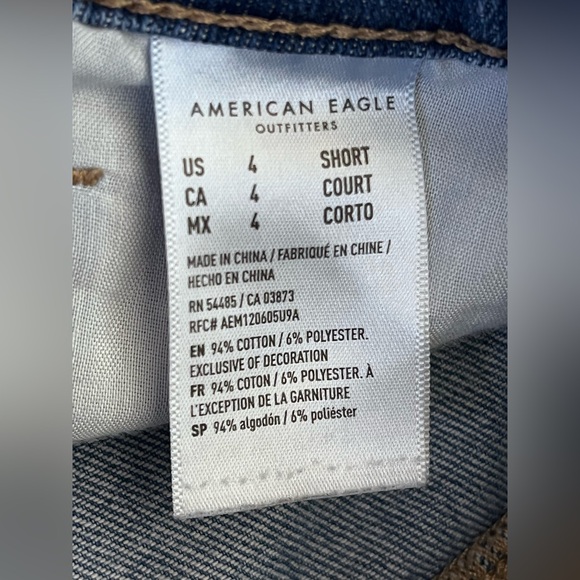 AMERICAN EAGLE
OUTFITTERS
US 4 SHORT
CA 4 COURT
MX 4 CORTO
MADE IN CHINA / FABRIQUÉ EN CHINE /
HECHO EN CHINA
RN 54485 / CA 03873
RFC# AEM120605U9A
EN 94% COTTON / 6% POLYESTER.
EXCLUSIVE OF DECORATION
FR 94% COTON / 6% POLYESTER. À
L'EXCEPTION DE LA GARNITURE
SP 94% algodón / 6% poliéster